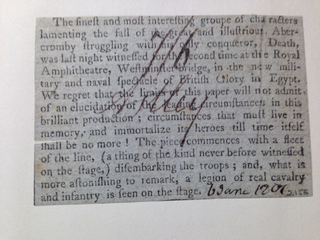 The finest and most interesting groupe of characters
lamenting the fall of the great and illustrious Aber-
cromby struggling with his only conqueror, Death,
was last night witnessed for the second time at the Royal
Amphitheatre, Westminster-bridge, in the new mili-
tary and naval spectacle of British Glory in Egypt.
We regret that the limits of this paper will not admit
of an elucidation of the leading circumstances in this
brilliant production; circumstances that must live in
memory, and immortalize its heroes till time itself
shall be no more! The piece commences with a fleet
of the line, (a thing of the kind never before witnessed
on the stage,) disembarking the troops; and, what is
more astonishing to remark, a legion of real cavalry
and infantry is seen on the stage.